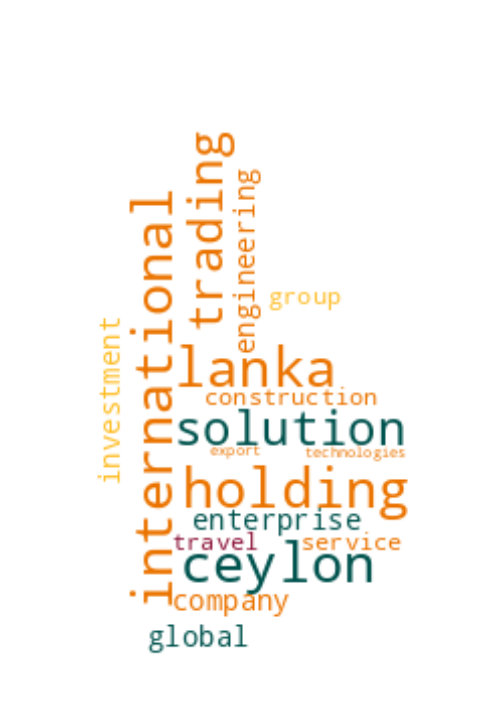 trading
engineering
international
group
investment
lanka
construction
solution
export
technologies
holding
enterprise
travel
service
ceylon
company
global